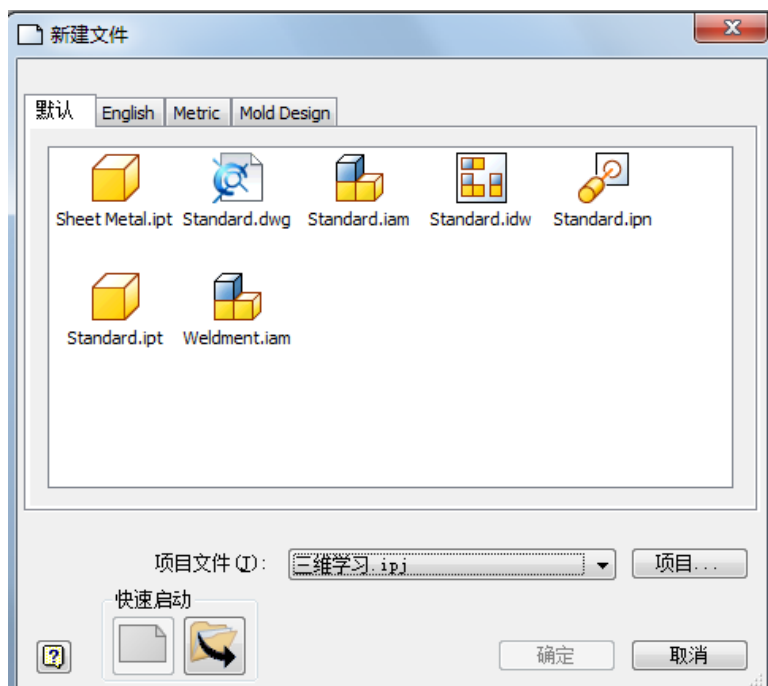 新建文件
默认 English Metric Mold Design
Sheet Metal.ipt Standard.dwg Standard.iam Standard.idw Standard.ipn
Standard.ipt Weldment.iam
项目文件(J): 三维学习.ipj 项目...
快速启动
确定 取消